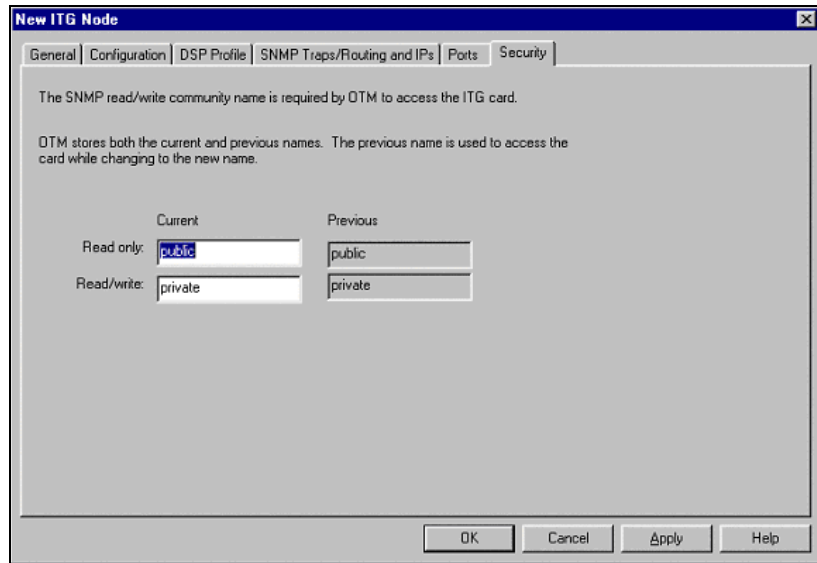 New ITG Node
General Configuration DSP Profile SNMP Traps/Routing and IPs Ports Security
The SNMP read/write community name is required by OTM to access the ITG card.
OTM stores both the current and previous names. The previous name is used to access the
card while changing to the new name.
Current Previous
Read only: public public
Read/write: private private
OK Cancel Apply Help